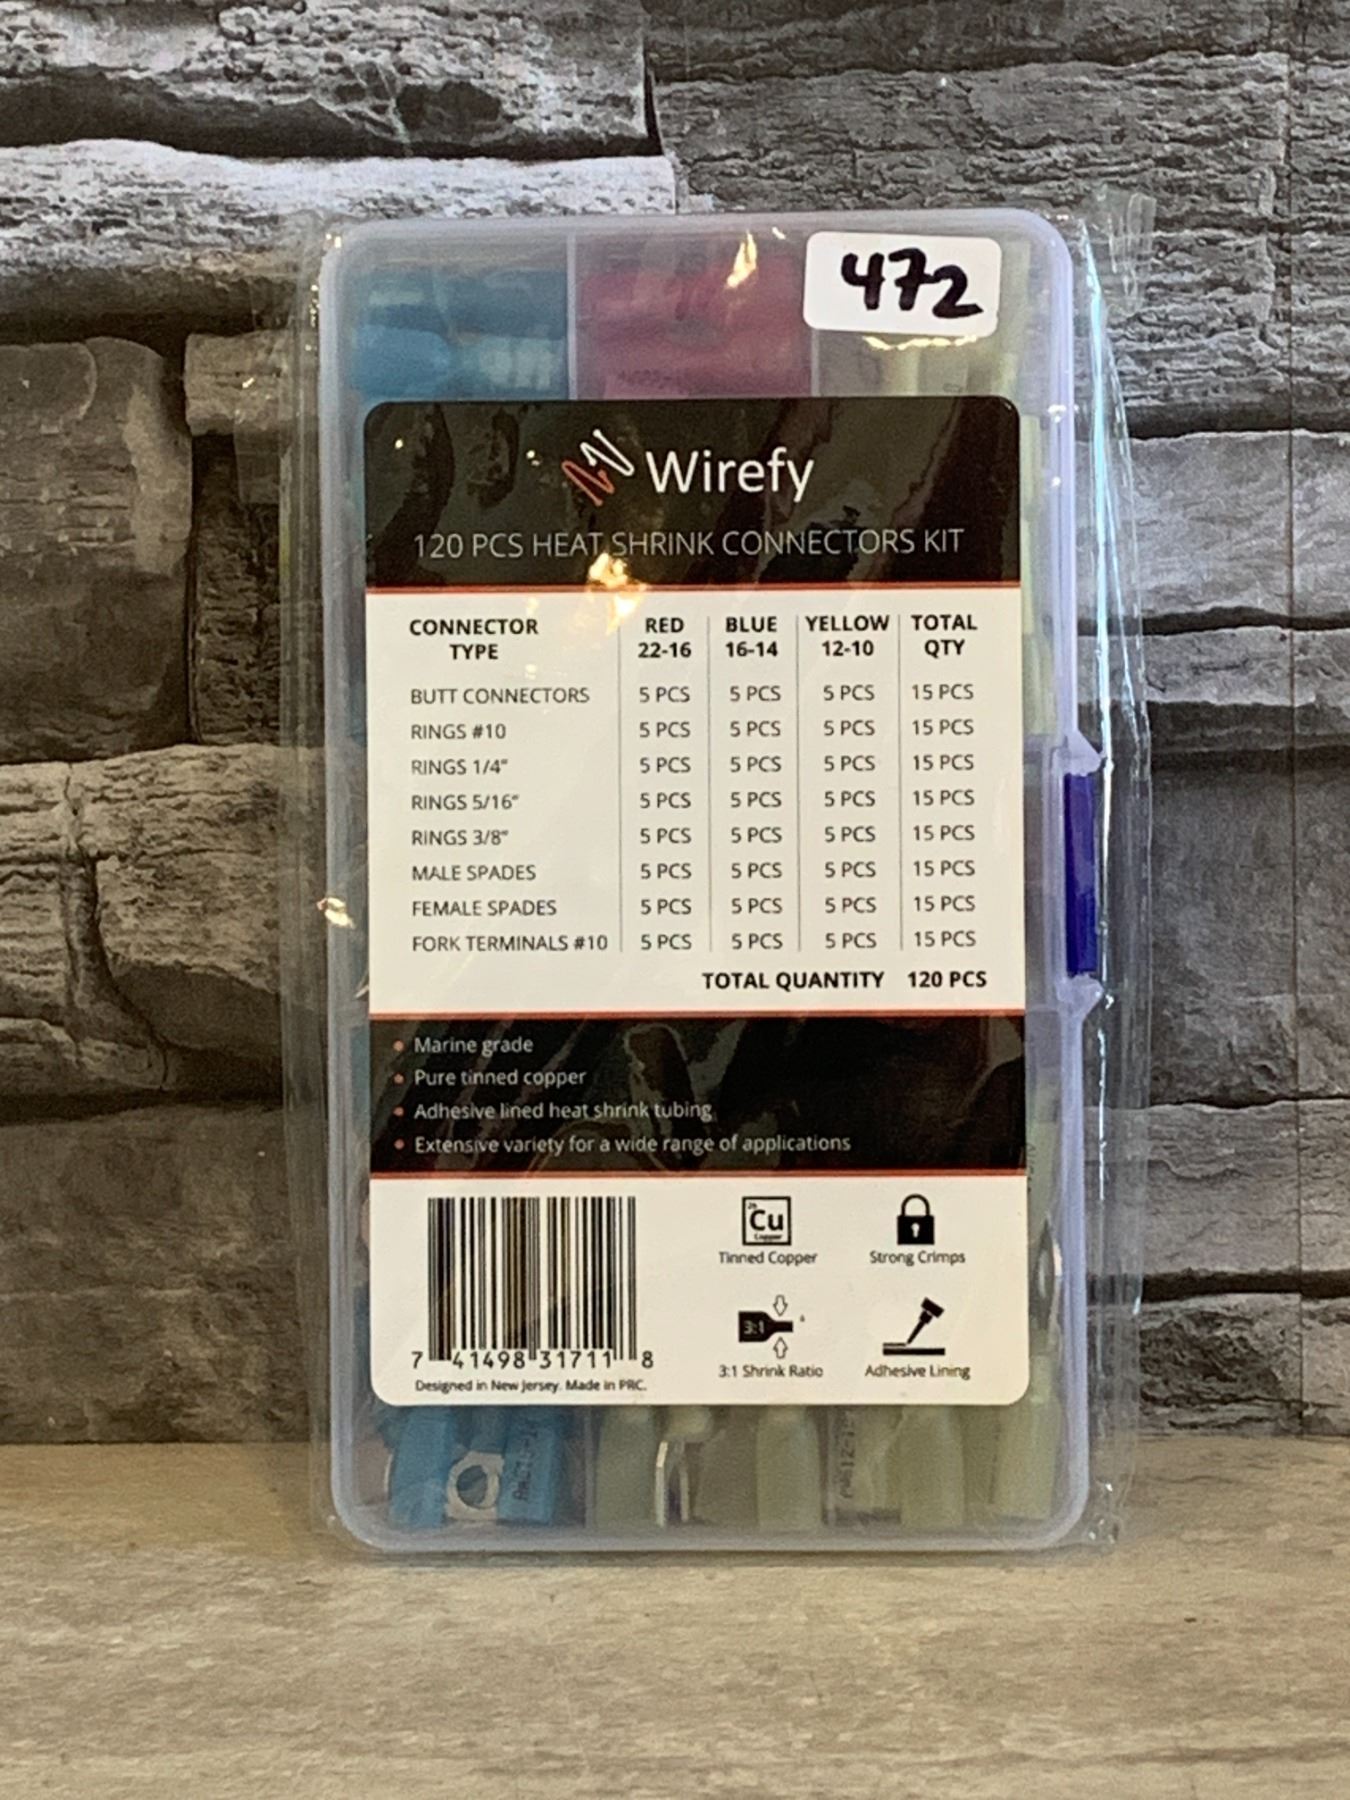 472
Wirefy
120 PCS HEAT SHRINK CONNECTORS KIT
CONNECTOR TYPE RED 22-16 BLUE 16-14 YELLOW 12-10 TOTAL QTY
BUTT CONNECTORS 5 PCS 5 PCS 5 PCS 15 PCS
RINGS #10 5 PCS 5 PCS 5 PCS 15 PCS
RINGS 1/4" 5 PCS 5 PCS 5 PCS 15 PCS
RINGS 5/16" 5 PCS 5 PCS 5 PCS 15 PCS
RINGS 3/8" 5 PCS 5 PCS 5 PCS 15 PCS
MALE SPADES 5 PCS 5 PCS 5 PCS 15 PCS
FEMALE SPADES 5 PCS 5 PCS 5 PCS 15 PCS
FORK TERMINALS #10 5 PCS 5 PCS 5 PCS 15 PCS
TOTAL QUANTITY 120 PCS
• Marine grade
• Pure tinned copper
• Adhesive lined heat shrink tubing
• Extensive variety for a wide range of applications
Cu
Copper
Tinned Copper Strong Crimps
3:1
3:1 Shrink Ratio Adhesive Lining
7 41498 31711 8
Designed in New Jersey. Made in PRC.